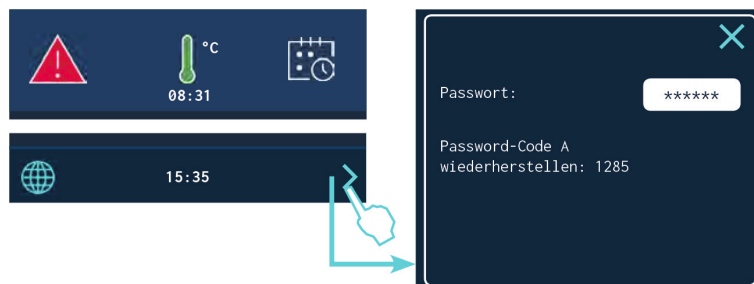 °C
08:31
15:35
Passwort: ******
Password-Code A
wiederherstellen: 1285